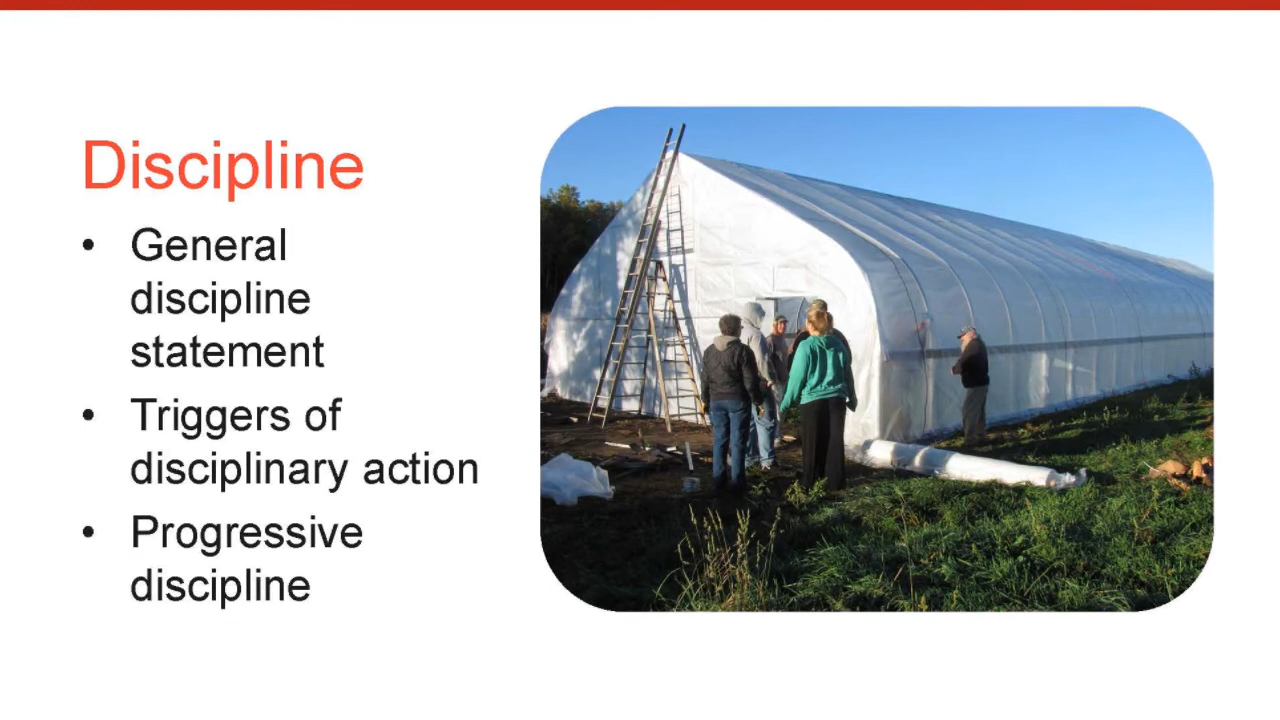 Discipline
• General
discipline
statement
• Triggers of
disciplinary action
• Progressive
discipline